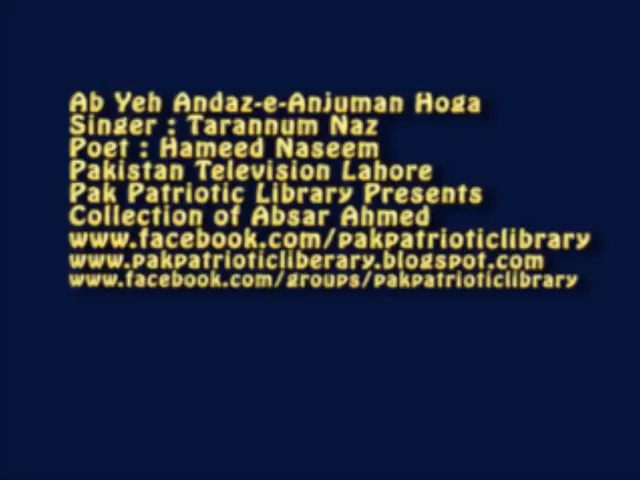 Ab Yeh Andaz-e-Anjuman Hoga
Singer : Tarannum Naz
Poet : Hameed Naseem
Pakistan Television Lahore
Pak Patriotic Library Presents
Collection of Absar Ahmed
www.facebook.com/pakpatrioticlibrary
www.pakpatrioticliberary.blogspot.com
www.facebook.com/groups/pakpatrioticlibrary